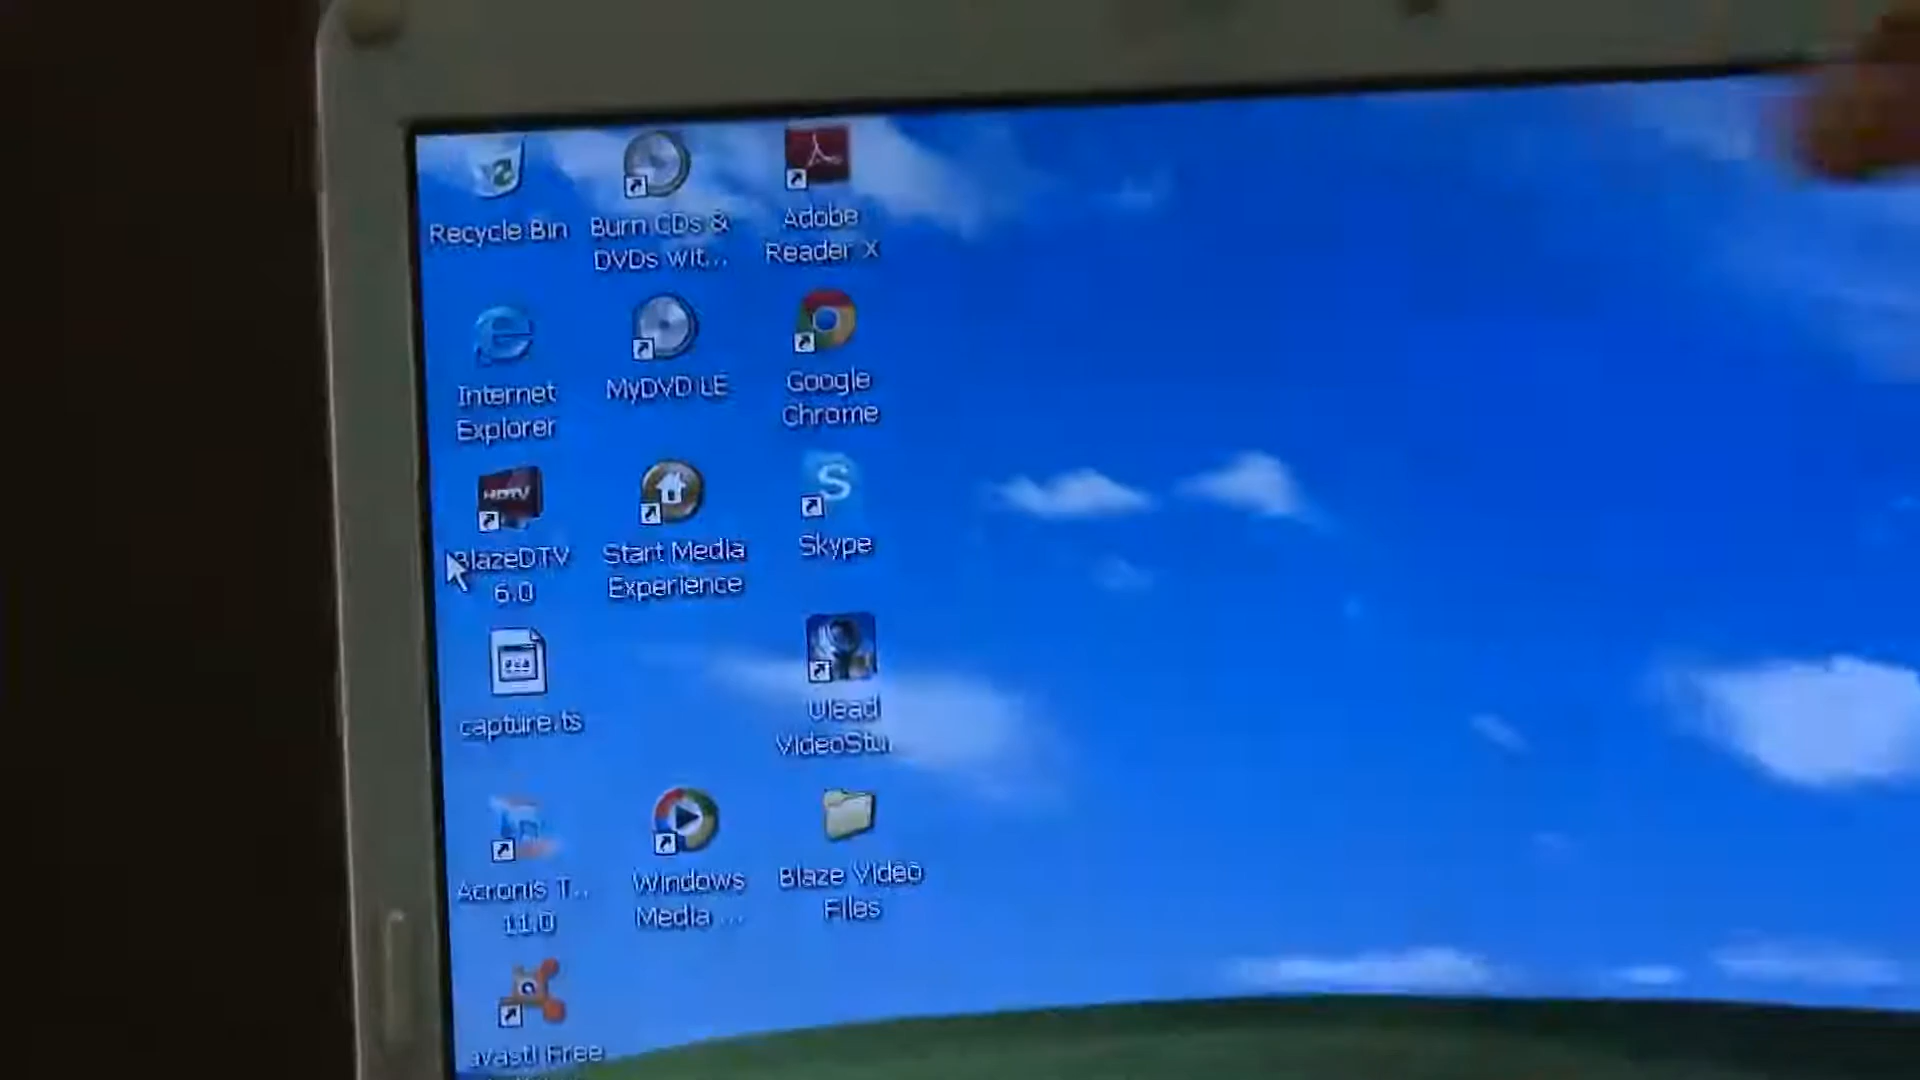 Recycle Bin
Burn CDs &
DVDs wit...
Adobe
Reader X
Internet
Explorer
MyDVD LE
Google
Chrome
HDTV
BlazeDTV
6.0
Start Media
Experience
S
Skype
capture.ts
Ulead
VideoStu...
Acronis T...
11.0
Windows
Media ...
Blaze Video
Files
avast! Free